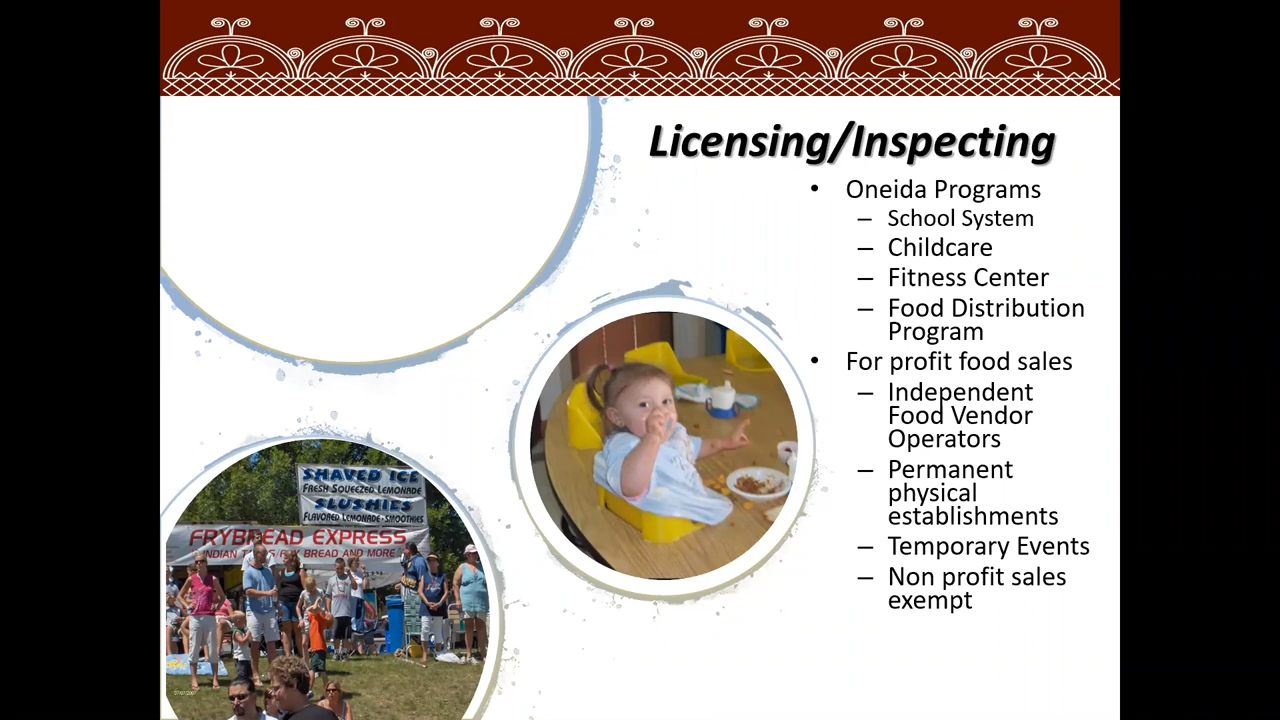 Licensing/Inspecting
• Oneida Programs
– School System
– Childcare
– Fitness Center
– Food Distribution
Program
• For profit food sales
– Independent
Food Vendor
Operators
– Permanent
physical
establishments
– Temporary Events
– Non profit sales
exempt
SHAVED ICE
FRESH SQUEEZED LEMONADE
SLUSHIES
FLAVORED LEMONADE-SMOOTHIES
FRYBREAD EXPRESS
INDIAN TACOS/FRY BREAD AND MORE